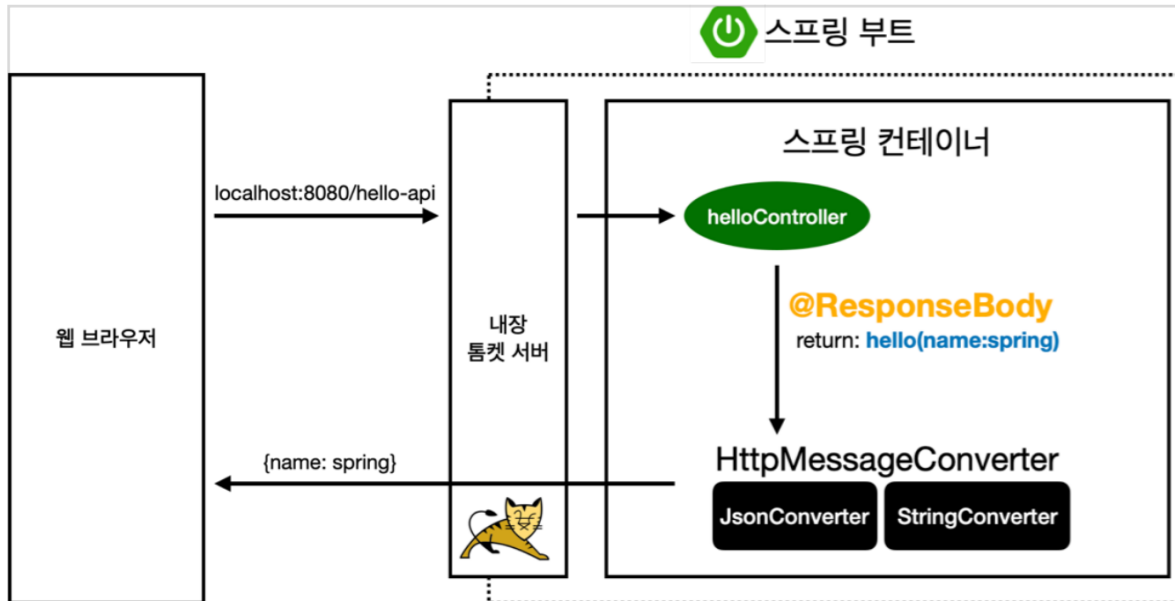 스프링 부트
스프링 컨테이너
localhost:8080/hello-api
helloController
@ResponseBody
return: hello(name:spring)
웹 브라우저
내장
톰켓 서버
HttpMessageConverter
{name: spring}
JsonConverter
StringConverter